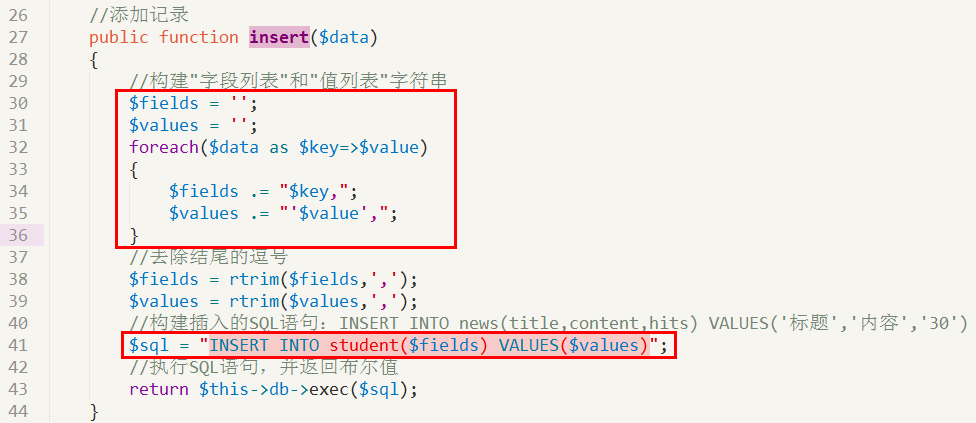 26 //添加记录
27 public function insert($data)
28 {
29 //构建"字段列表"和"值列表"字符串
30 $fields = '';
31 $values = '';
32 foreach($data as $key=>$value)
33 {
34 $fields .= "$key,";
35 $values .= "'$value',";
36 }
37 //去除结尾的逗号
38 $fields = rtrim($fields,',');
39 $values = rtrim($values,',');
40 //构建插入的SQL语句：INSERT INTO news(title,content,hits) VALUES('标题','内容','30')
41 $sql = "INSERT INTO student($fields) VALUES($values)";
42 //执行SQL语句，并返回布尔值
43 return $this->db->exec($sql);
44 }